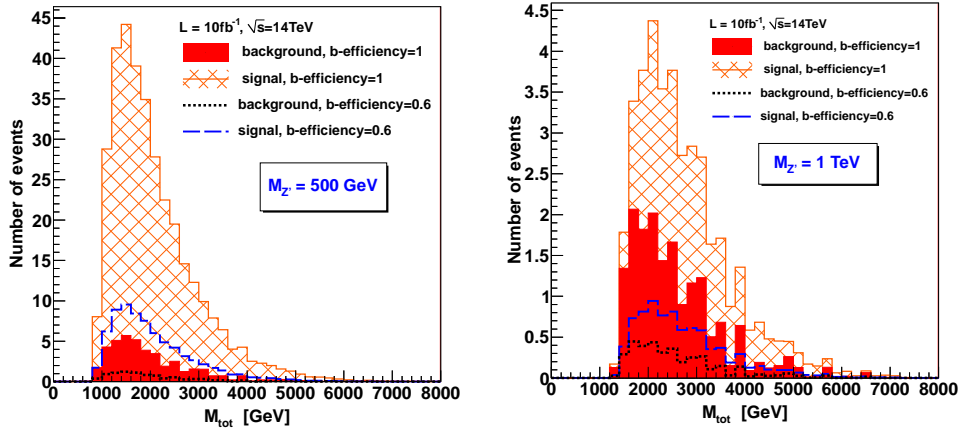 L = 10fb⁻¹, √s=14TeV
background, b-efficiency=1
signal, b-efficiency=1
background, b-efficiency=0.6
signal, b-efficiency=0.6
M_Z' = 500 GeV
Number of events
45
40
35
30
25
20
15
10
5
0
0 1000 2000 3000 4000 5000 6000 7000 8000
M_tot [GeV]
L = 10fb⁻¹, √s=14TeV
background, b-efficiency=1
signal, b-efficiency=1
background, b-efficiency=0.6
signal, b-efficiency=0.6
M_Z' = 1 TeV
Number of events
4.5
4
3.5
3
2.5
2
1.5
1
0.5
0
0 1000 2000 3000 4000 5000 6000 7000 8000
M_tot [GeV]